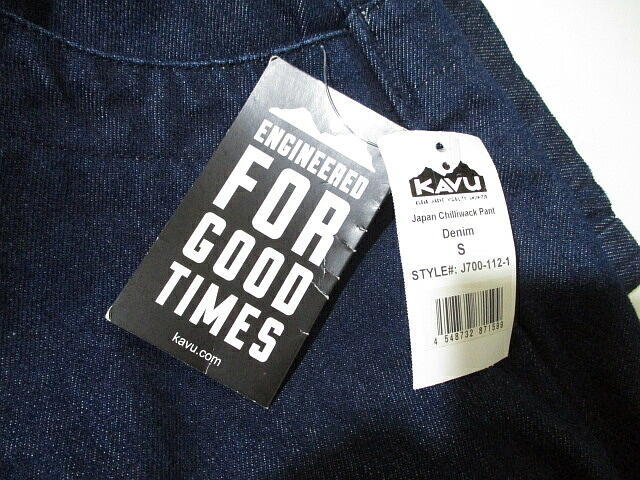 ENGINEERED
FOR
GOOD
TIMES
kavu.com
KAVU
Japan Chilliwack Pant
Denim
S
STYLE#: J700-112-1
4 548732 871599